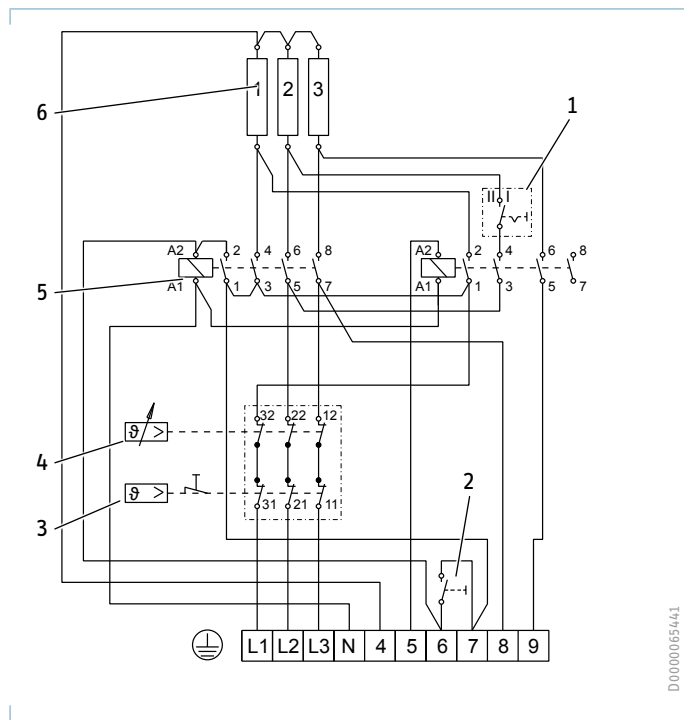 1 2 3
6
1
II I
A2 2 4 6 8
A2 2 4 6 8
5
A1 1 3 5 7
A1 1 3 5 7
32 22 12
4 ϑ >
3 ϑ >
31 21 11
2
L1 L2 L3 N 4 5 6 7 8 9
D0000065441